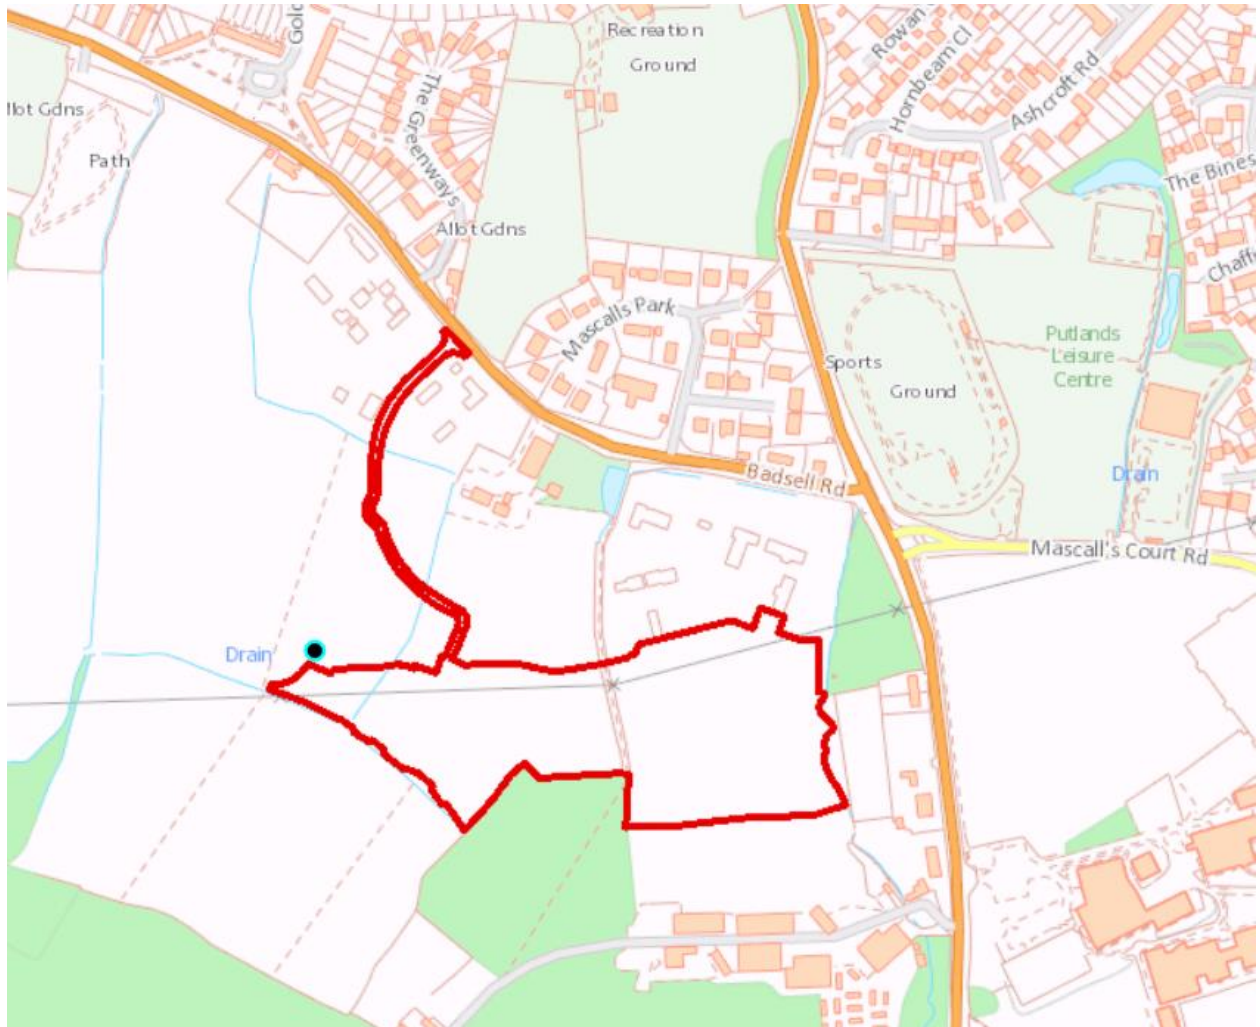 Recreation
Ground
Rowan
Hornbeam Cl
Ashcroft Rd
Allot Gdns
Path
The Greenways
Allot Gdns
The Bines
Mascalls Park
Putlands
Leisure
Centre
Sports
Ground
Badsell Rd
Drain
Mascall's Court Rd
Drain